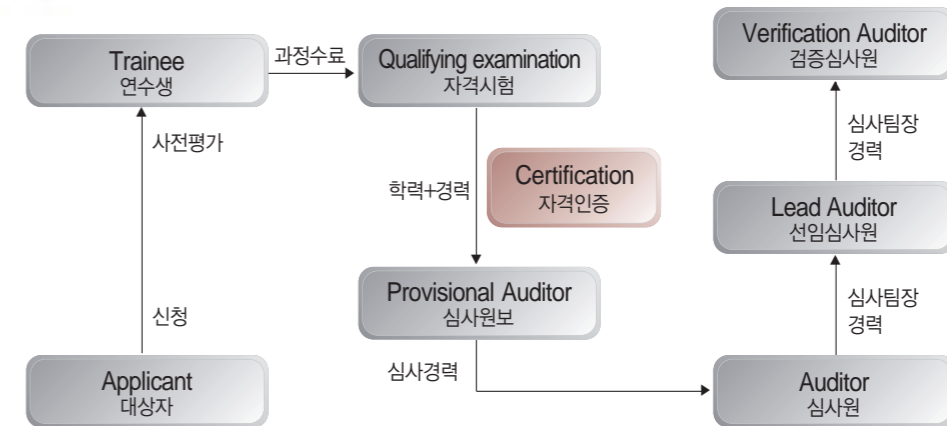 Trainee
연수생
과정수료
Qualifying examination
자격시험
Verification Auditor
검증심사원
사전평가
심사팀장
경력
학력+경력
Certification
자격인증
Lead Auditor
선임심사원
Provisional Auditor
심사원보
신청
심사팀장
경력
Applicant
대상자
심사경력
Auditor
심사원